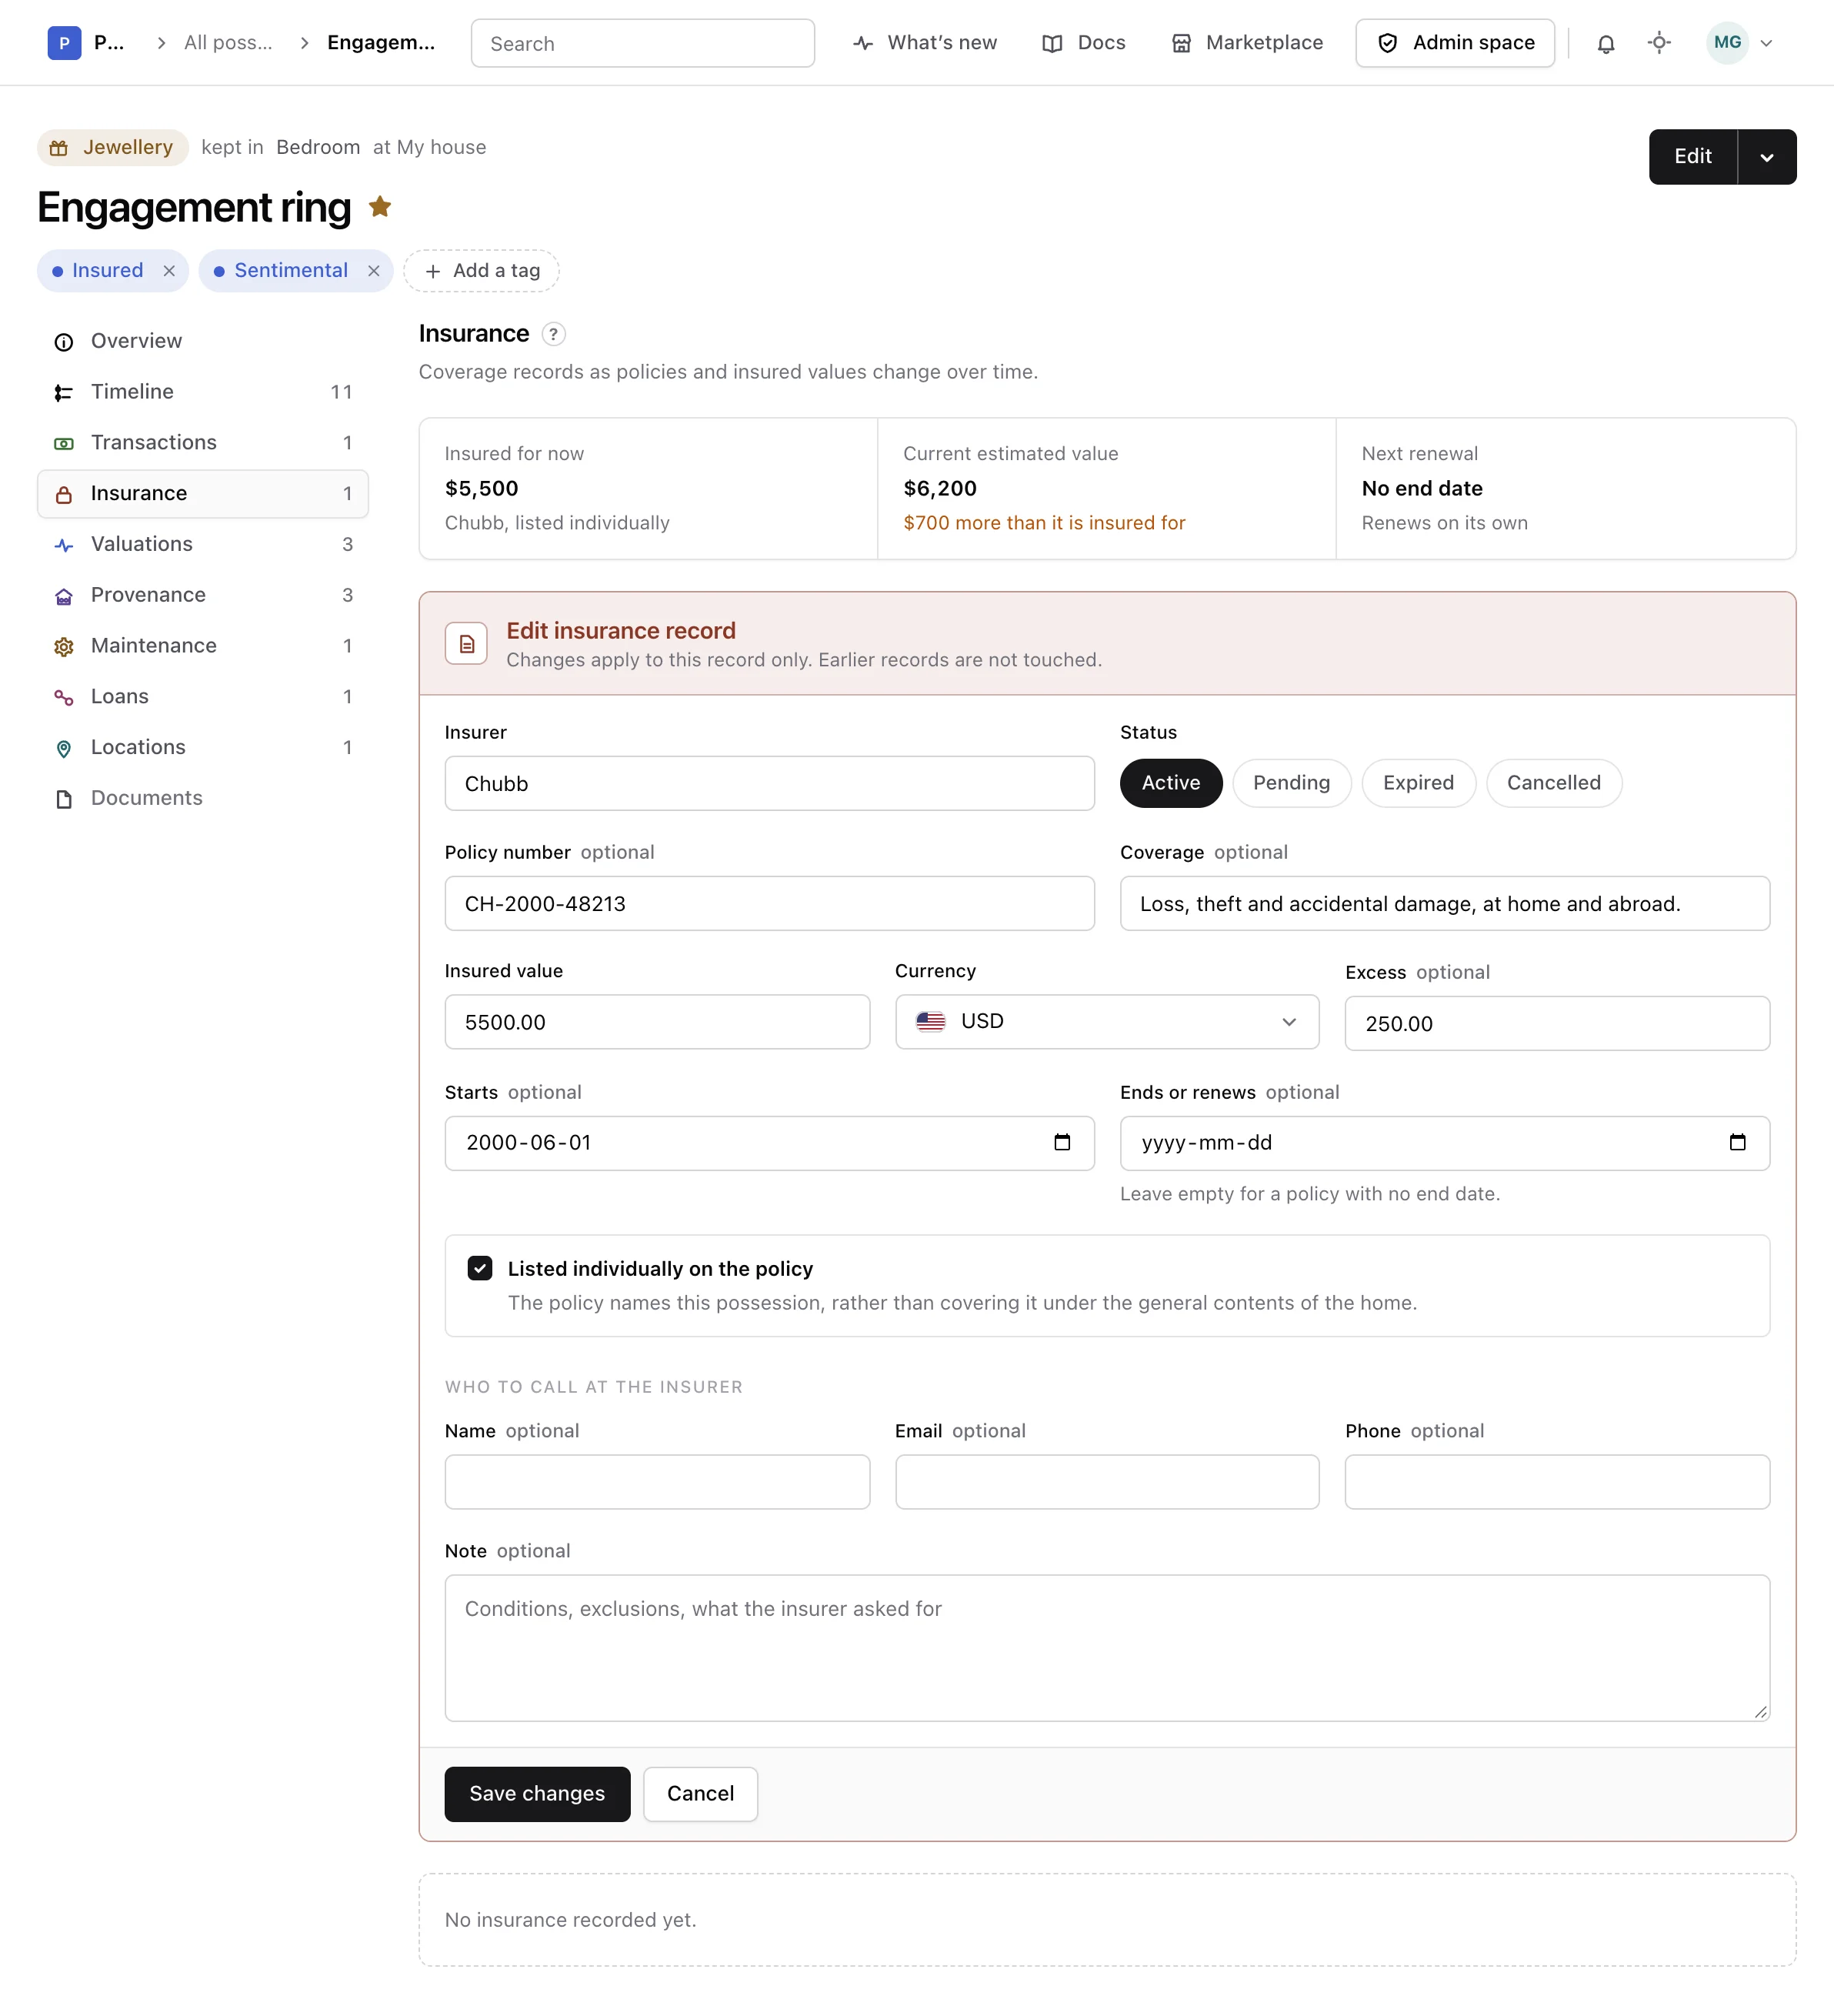 P P... > All poss... > Engagem... Search What's new Docs Marketplace Admin space MG
Jewellery kept in Bedroom at My house
Edit
Engagement ring
Insured × Sentimental × + Add a tag
Overview
Timeline 11
Transactions 1
Insurance 1
Valuations 3
Provenance 3
Maintenance 1
Loans 1
Locations 1
Documents
Insurance ?
Coverage records as policies and insured values change over time.
Insured for now
$5,500
Chubb, listed individually
Current estimated value
$6,200
$700 more than it is insured for
Next renewal
No end date
Renews on its own
Edit insurance record
Changes apply to this record only. Earlier records are not touched.
Insurer
Chubb
Status
Active Pending Expired Cancelled
Policy number optional
CH-2000-48213
Coverage optional
Loss, theft and accidental damage, at home and abroad.
Insured value
5500.00
Currency
USD
Excess optional
250.00
Starts optional
2000-06-01
Ends or renews optional
yyyy-mm-dd
Leave empty for a policy with no end date.
Listed individually on the policy
The policy names this possession, rather than covering it under the general contents of the home.
WHO TO CALL AT THE INSURER
Name optional
Email optional
Phone optional
Note optional
Conditions, exclusions, what the insurer asked for
Save changes Cancel
No insurance recorded yet.